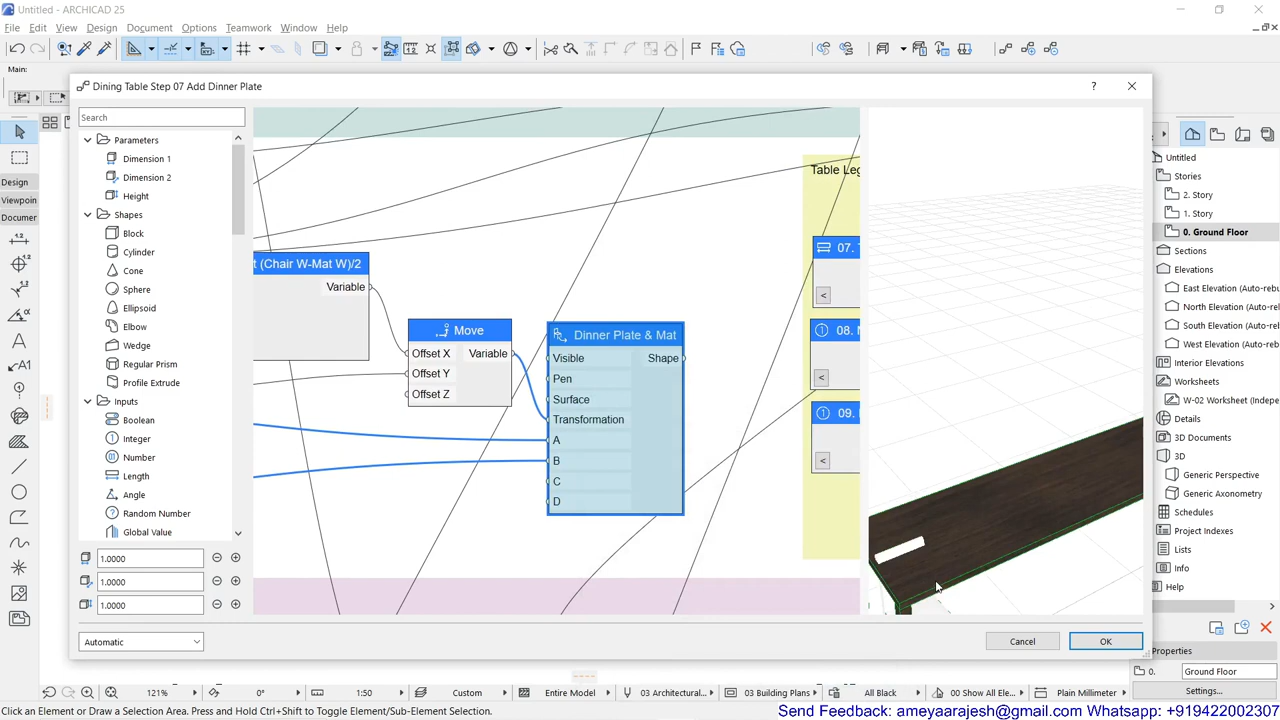 Untitled - ARCHICAD 25
File Edit View Design Document Options Teamwork Window Help
Main:
Dining Table Step 07 Add Dinner Plate
?
Search
Parameters
Dimension 1
Dimension 2
Height
Shapes
Block
Cylinder
Cone
Sphere
Ellipsoid
Elbow
Wedge
Regular Prism
Profile Extrude
Inputs
Boolean
Integer
Number
Length
Angle
Random Number
Global Value
1.0000
1.0000
1.0000
Automatic
t (Chair W-Mat W)/2
Variable
Move
Offset X Variable
Offset Y
Offset Z
Dinner Plate & Mat
Visible Shape
Pen
Surface
Transformation
A
B
C
D
Table Leg
07.
<
08. M
<
09.
<
Cancel
OK
Design
Viewpoin
Documer
Untitled
Stories
2. Story
1. Story
0. Ground Floor
Sections
Elevations
East Elevation (Auto-rebu
North Elevation (Auto-reb
South Elevation (Auto-reb
West Elevation (Auto-rebu
Interior Elevations
Worksheets
W-02 Worksheet (Indepe
Details
3D Documents
3D
Generic Perspective
Generic Axonometry
Schedules
Project Indexes
Lists
Info
Help
Properties
0. Ground Floor
Settings...
121% 0° 1:50 Custom Entire Model 03 Architectural... 03 Building Plans All Black 00 Show All Ele... Plain Millimeter
Click an Element or Draw a Selection Area. Press and Hold Ctrl+Shift to Toggle Element/Sub-Element Selection.
Send Feedback: ameyaarajesh@gmail.com Whatsapp: +919422002307